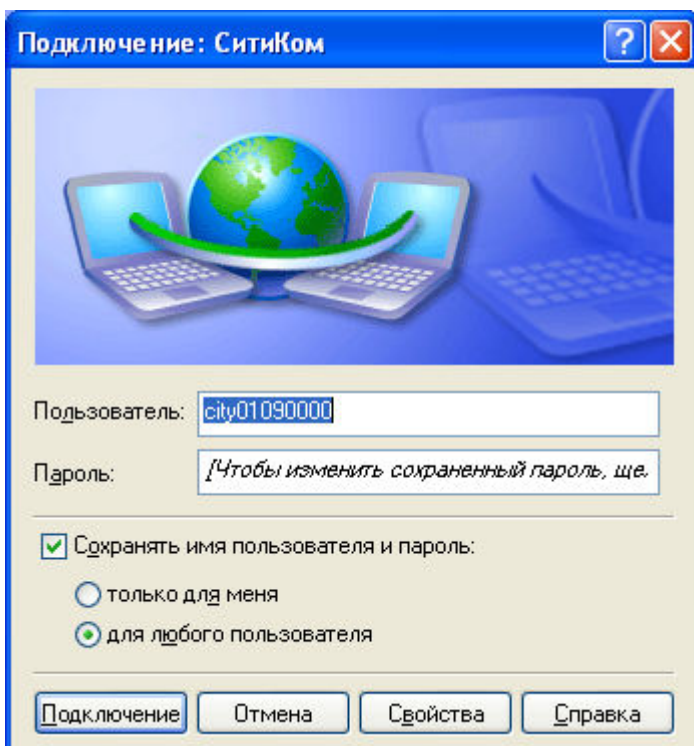 Подключение: СитиКом
Пользователь: city01090000
Пароль: [Чтобы изменить сохраненный пароль, ще.
Сохранять имя пользователя и пароль:
только для меня
для любого пользователя
Подключение Отмена Свойства Справка